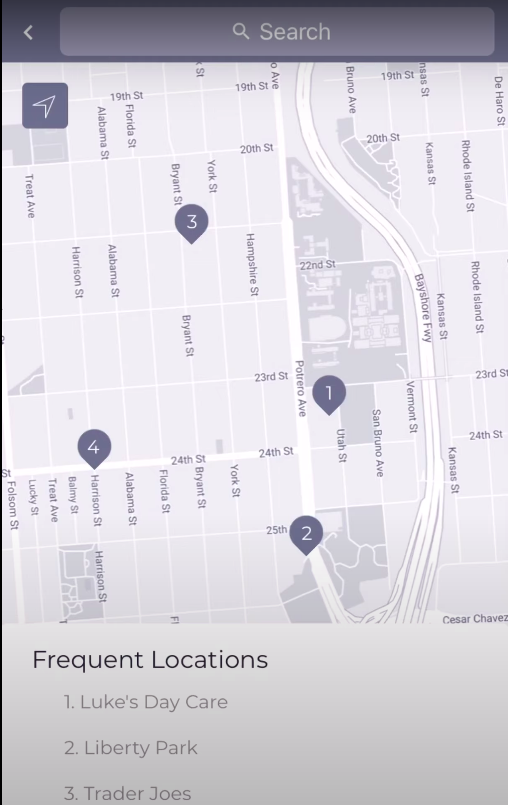 Search
K St
o Ave
Bruno Ave
19th St
nsas St
19th St
19th St
De Haro St
Alabama St
Florida St
20th St
20th St
Kansas St
Rhode Island St
Treat Ave
Bryant St
York St
3
Harrison St
Alabama St
Hampshire St
22nd St
Rhode Island St
Bayshore Fwy
Kansas St
Bryant St
23rd St
Potrero Ave
1
23rd St
Vermont St
4
24th St
24th St
Utah St
San Bruno Ave
24th St
St
Folsom St
Lucky St
Treat Ave
Balmy St
Harrison St
Alabama St
Florida St
Bryant St
York St
Kansas St
25th
2
Harrison St
Fl
Cesar Chavez
Frequent Locations
1. Luke's Day Care
2. Liberty Park
3. Trader Joes